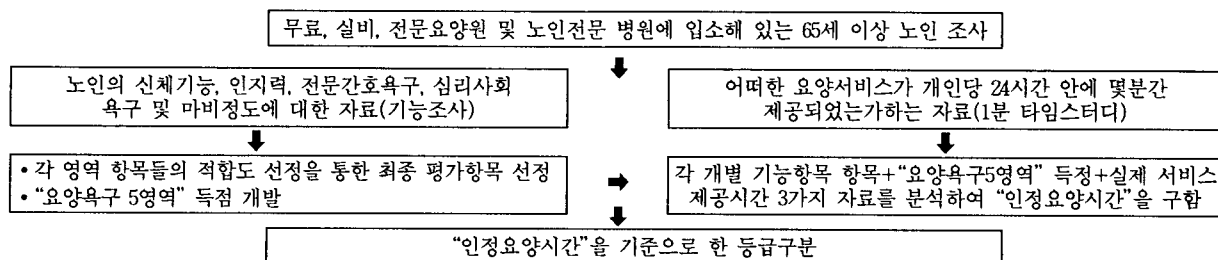 무료, 실비, 전문요양원 및 노인전문 병원에 입소해 있는 65세 이상 노인 조사
노인의 신체기능, 인지력, 전문간호욕구, 심리사회
욕구 및 마비정도에 대한 자료(기능조사)
어떠한 요양서비스가 개인당 24시간 안에 몇분간
제공되었는가하는 자료(1분 타임스터디)
• 각 영역 항목들의 적합도 선정을 통한 최종 평가항목 선정
• “요양욕구 5영역” 득점 개발
각 개별 기능항목 항목+“요양욕구5영역” 득정+실제 서비스
제공시간 3가지 자료를 분석하여 “인정요양시간”을 구함
“인정요양시간”을 기준으로 한 등급구분